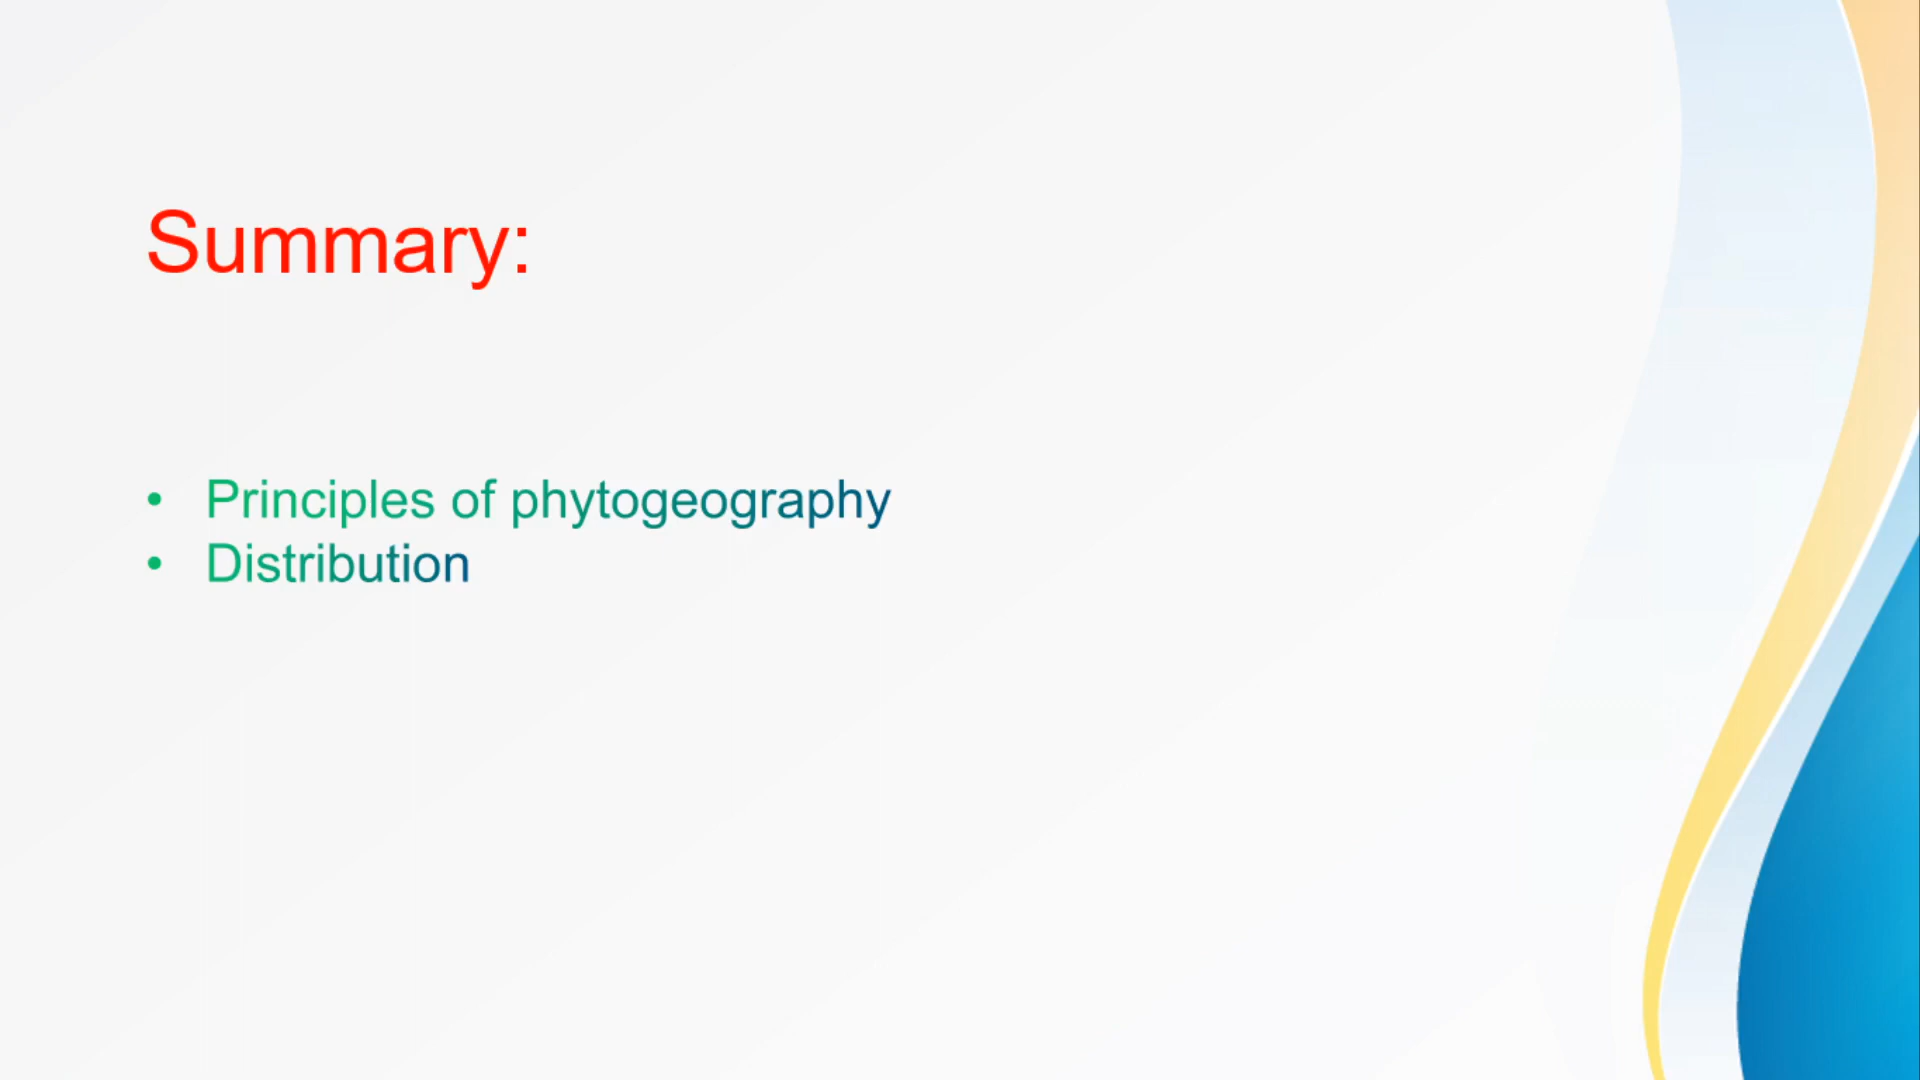 Summary:
• Principles of phytogeography
• Distribution